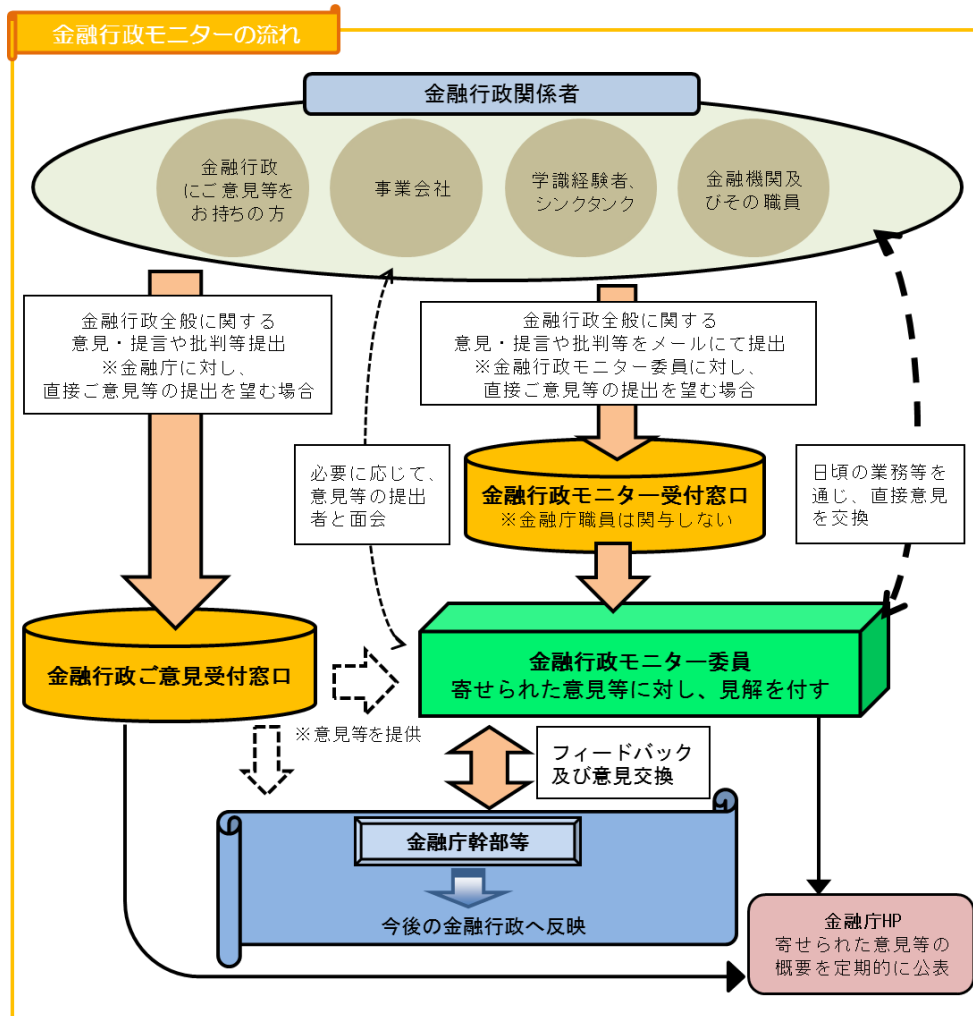 金融行政モニターの流れ
金融行政関係者
金融行政
にご意見等を
お持ちの方
事業会社
学識経験者、
シンクタンク
金融機関及
びその職員
金融行政全般に関する
意見・提言や批判等提出
※金融庁に対し、
直接ご意見等の提出を望む場合
金融行政全般に関する
意見・提言や批判等をメールにて提出
※金融行政モニター委員に対し、
直接ご意見等の提出を望む場合
必要に応じて、
意見等の提出
者と面会
金融行政モニター受付窓口
※金融庁職員は関与しない
日頃の業務等を
通じ、直接意見
を交換
金融行政ご意見受付窓口
金融行政モニター委員
寄せられた意見等に対し、見解を付す
※意見等を提供
フィードバック
及び意見交換
金融庁幹部等
今後の金融行政へ反映
金融庁HP
寄せられた意見等の
概要を定期的に公表